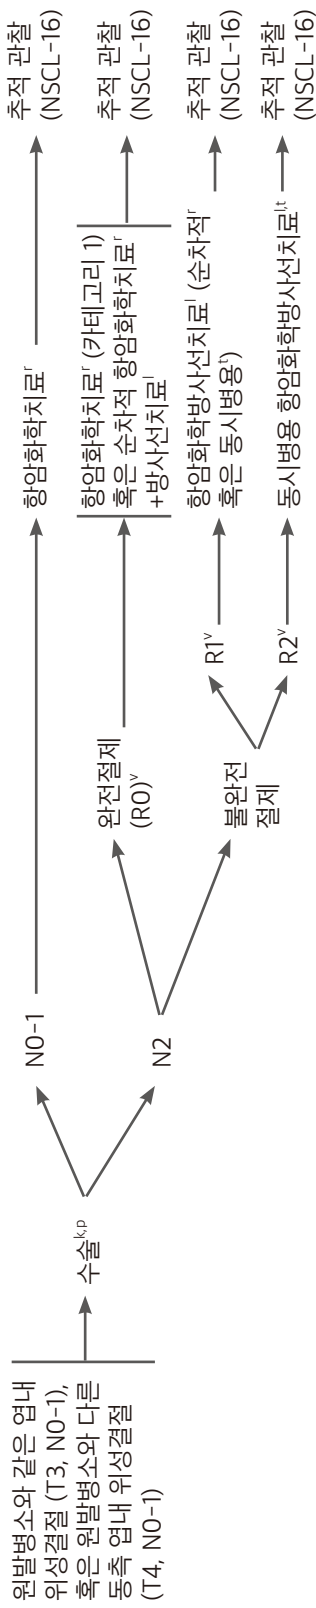 원발병소와 같은 엽내
위성결절 (T3, N0-1),
혹은 원발병소와 다른
동측 엽내 위성결절
(T4, N0-1)
수술k,p
N0-1
항암화학치료r
추적 관찰
(NSCL-16)
N2
완전절제
(R0)v
항암화학치료r (카테고리 1)
혹은 순차적 항암화학치료r
+방사선치료l
추적 관찰
(NSCL-16)
불완전
절제
R1v
항암화학방사선치료l (순차적r
혹은 동시병용t)
추적 관찰
(NSCL-16)
R2v
동시병용 항암화학방사선치료l,t
추적 관찰
(NSCL-16)